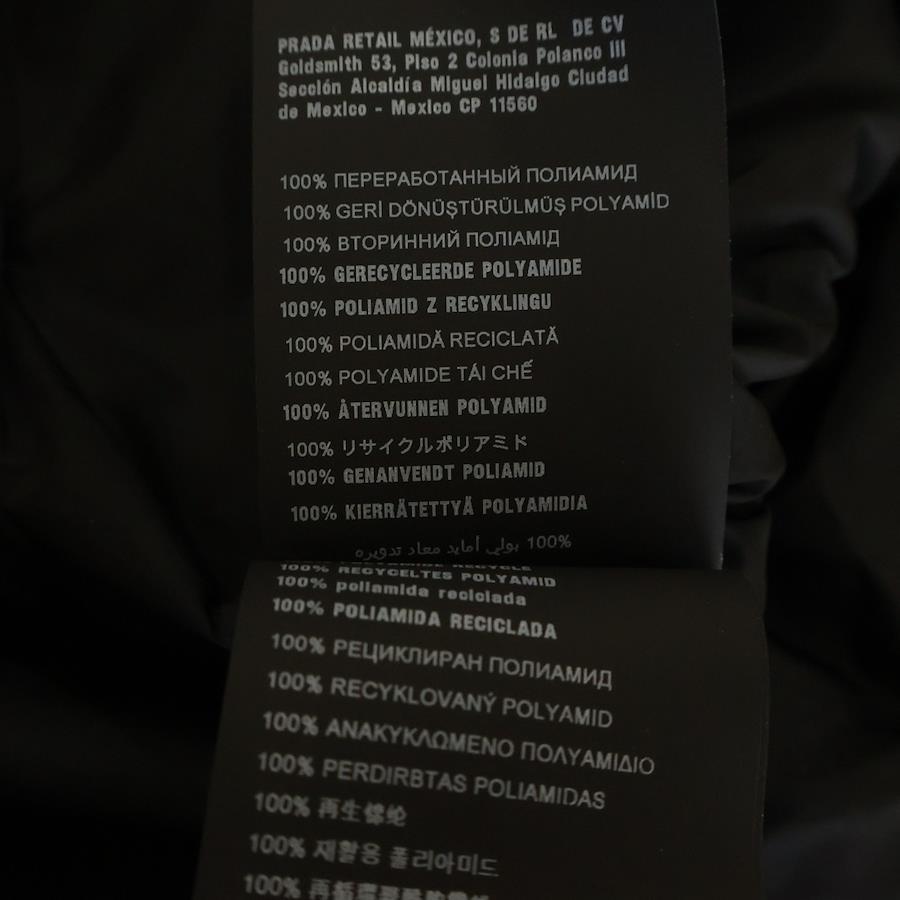 PRADA RETAIL MÉXICO, S DE RL DE CV
Goldsmith 53, Piso 2 Colonia Polanco III
Sección Alcaldía Miguel Hidalgo Ciudad
de Mexico - Mexico CP 11560
100% ПЕРЕРАБОТАННЫЙ ПОЛИАМИД
100% GERİ DÖNÜŞTÜRÜLMÜŞ POLYAMİD
100% ВТОРИННИЙ ПОЛІАМІД
100% GERECYCLEERDE POLYAMIDE
100% POLIAMID Z RECYKLINGU
100% POLIAMIDĂ RECICLATĂ
100% POLYAMIDE TÁI CHẾ
100% ÅTERVUNNEN POLYAMID
100% リサイクルポリアミド
100% GENANVENDT POLIAMID
100% KIERRÄTETTYÄ POLYAMIDIA
100% بولي أمايد معاد تدويره
100% POLYAMIDE RECYCLE
100% RECYCELTES POLYAMID
100% poliamida reciclada
100% POLIAMIDA RECICLADA
100% РЕЦИКЛИРАН ПОЛИАМИД
100% RECYKLOVANÝ POLYAMID
100% ΑΝΑΚΥΚΛΩΜΕΝΟ ΠΟΛΥΑΜΙΔΙΟ
100% PERDIRBTAS POLIAMIDAS
100% 再生锦纶
100% 재활용 폴리아미드
100%